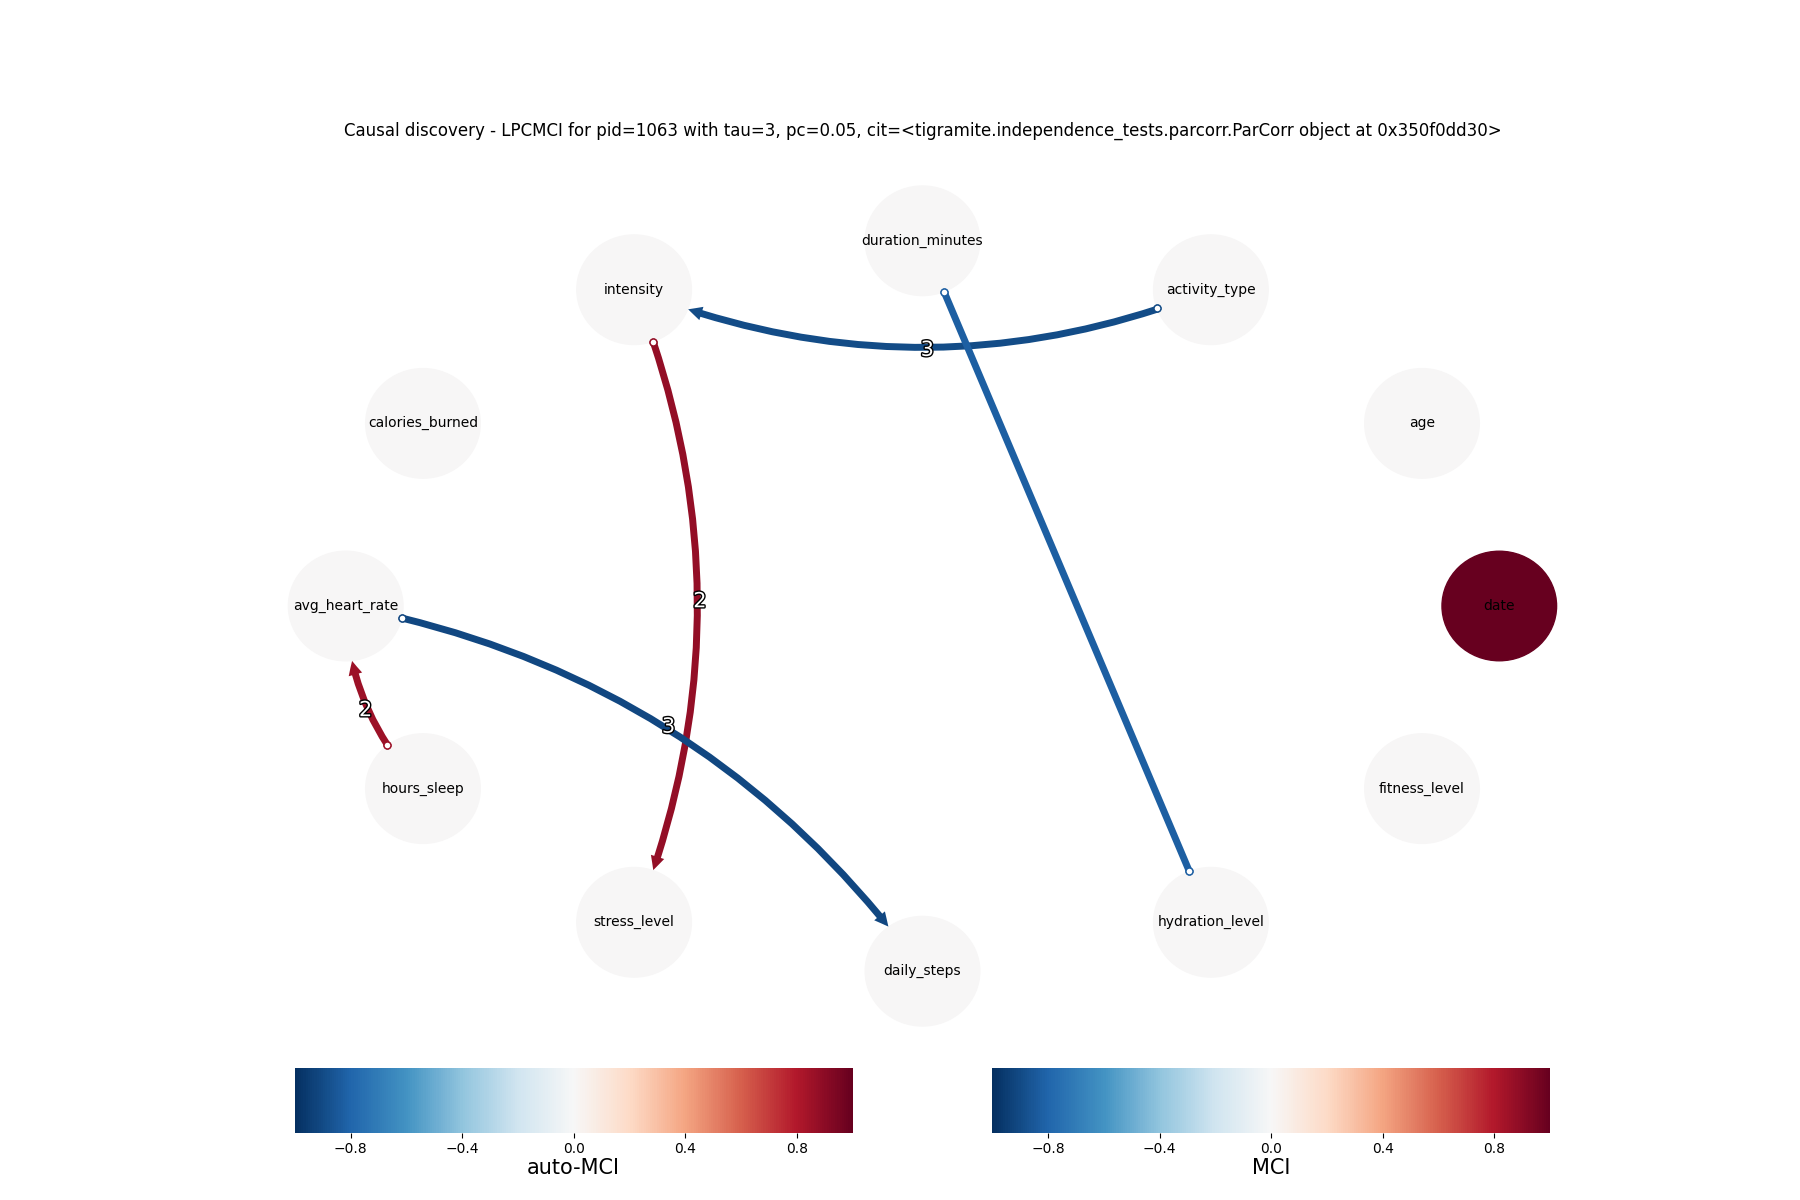 Causal discovery - LPCMCI for pid=1063 with tau=3, pc=0.05, cit=<tigramite.independence_tests.parcorr.ParCorr object at 0x350f0dd30>
duration_minutes
intensity
activity_type
3
calories_burned
age
2
avg_heart_rate
date
2
3
hours_sleep
fitness_level
stress_level
hydration_level
daily_steps
−0.8 −0.4 0.0 0.4 0.8
auto-MCI
−0.8 −0.4 0.0 0.4 0.8
MCI